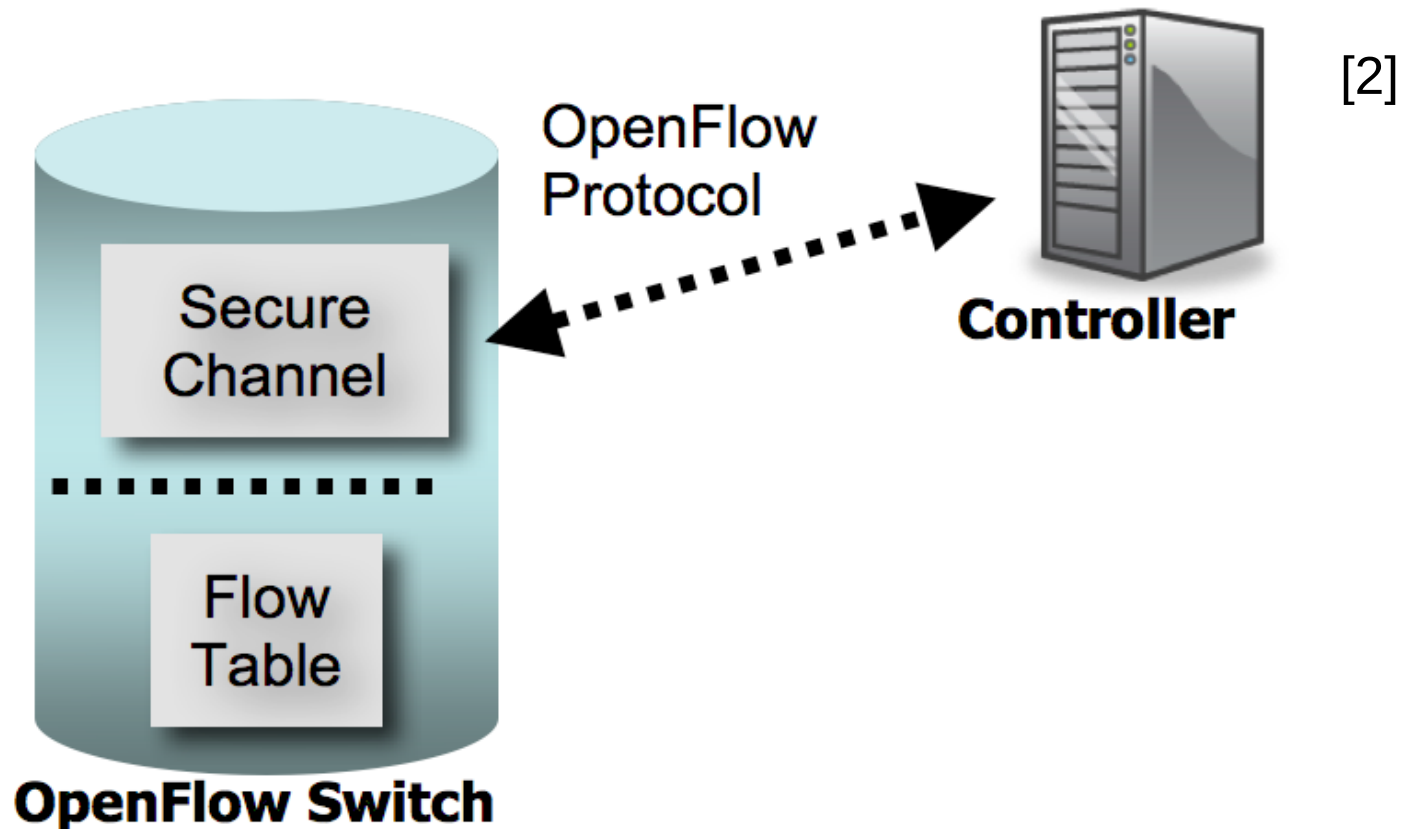 [2]
OpenFlow
Protocol
Secure
Channel
Controller
Flow
Table
OpenFlow Switch